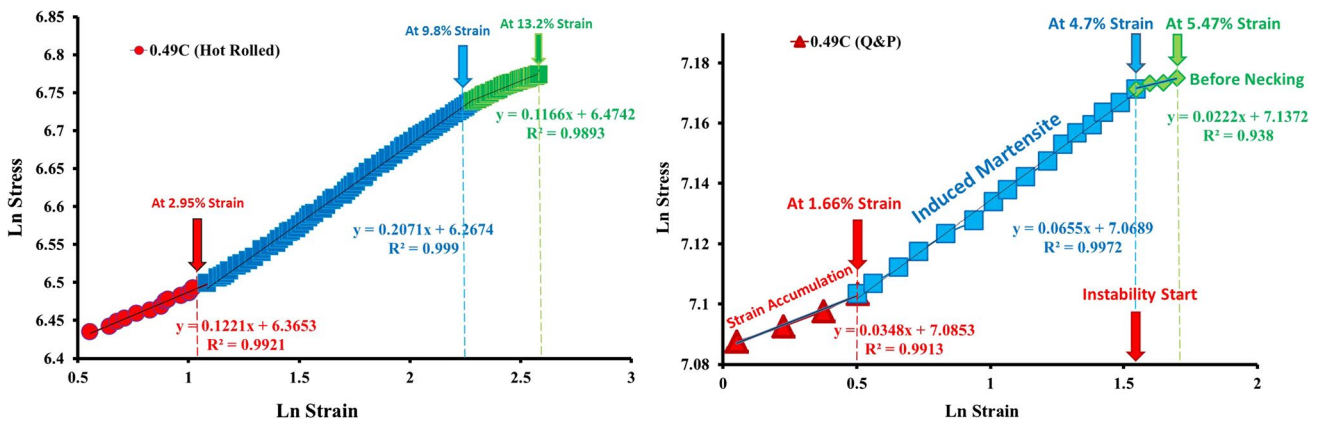 6.85
6.8
6.75
6.7
6.65
6.6
6.55
6.5
6.45
6.4
Ln Stress
0.5
1
1.5
2
2.5
3
Ln Strain
0.49C (Hot Rolled)
At 2.95% Strain
At 9.8% Strain
At 13.2% Strain
y = 0.1221x + 6.3653
R² = 0.9921
y = 0.2071x + 6.2674
R² = 0.999
y = 0.1166x + 6.4742
R² = 0.9893
7.18
7.16
7.14
7.12
7.1
7.08
Ln Stress
0
0.5
1
1.5
2
Ln Strain
0.49C (Q&P)
At 4.7% Strain
At 5.47% Strain
Before Necking
y = 0.0222x + 7.1372
R² = 0.938
Induced Martensite
At 1.66% Strain
y = 0.0655x + 7.0689
R² = 0.9972
Strain Accumulation
Instability Start
y = 0.0348x + 7.0853
R² = 0.9913